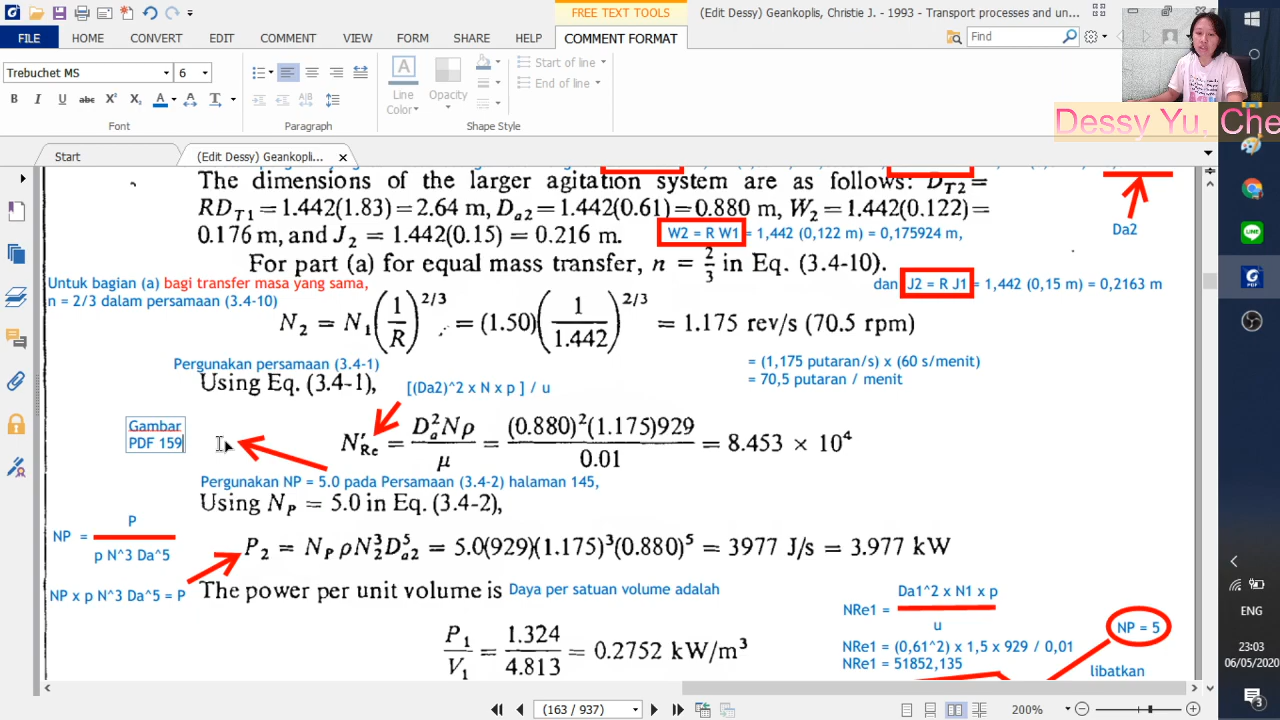 FREE TEXT TOOLS
(Edit Dessy) Geankoplis, Christie J. - 1993 - Transport processes and un...
FILE HOME CONVERT EDIT COMMENT VIEW FORM SHARE HELP COMMENT FORMAT
Find
Trebuchet MS 6
Start of line
End of line
Line Color
Opacity
Font Paragraph Shape Style
Dessy Yu, Che
Start
(Edit Dessy) Geankopli...
The dimensions of the larger agitation system are as follows: D_T2 =
RD_T1 = 1.442(1.83) = 2.64 m, D_a2 = 1.442(0.61) = 0.880 m, W_2 = 1.442(0.122) =
0.176 m, and J_2 = 1.442(0.15) = 0.216 m.
W2 = R W1 = 1,442 (0,122 m) = 0,175924 m,
Da2
For part (a) for equal mass transfer, n = 2/3 in Eq. (3.4-10).
Untuk bagian (a) bagi transfer masa yang sama,
n = 2/3 dalam persamaan (3.4-10)
dan J2 = R J1 = 1,442 (0,15 m) = 0,2163 m
N_2 = N_1(1/R)^2/3 = (1.50)(1/1.442)^2/3 = 1.175 rev/s (70.5 rpm)
Pergunakan persamaan (3.4-1)
= (1,175 putaran/s) x (60 s/menit)
= 70,5 putaran / menit
Using Eq. (3.4-1),
[(Da2)^2 x N x p ] / u
Gambar
PDF 159
N'_Re = D_a^2 Nρ/μ = (0.880)^2(1.175)929/0.01 = 8.453 × 10^4
Pergunakan NP = 5.0 pada Persamaan (3.4-2) halaman 145,
Using N_P = 5.0 in Eq. (3.4-2),
NP = P
p N^3 Da^5
P_2 = N_P ρN_2^3 D_a2^5 = 5.0(929)(1.175)^3(0.880)^5 = 3977 J/s = 3.977 kW
NP x p N^3 Da^5 = P
The power per unit volume is
Daya per satuan volume adalah
P_1/V_1 = 1.324/4.813 = 0.2752 kW/m^3
NRe1 = Da1^2 x N1 x p
u
NRe1 = (0,61^2) x 1,5 x 929 / 0,01
NRe1 = 51852,135
NP = 5
libatkan
(163 / 937)
200%
ENG
23:03
06/05/2020
3